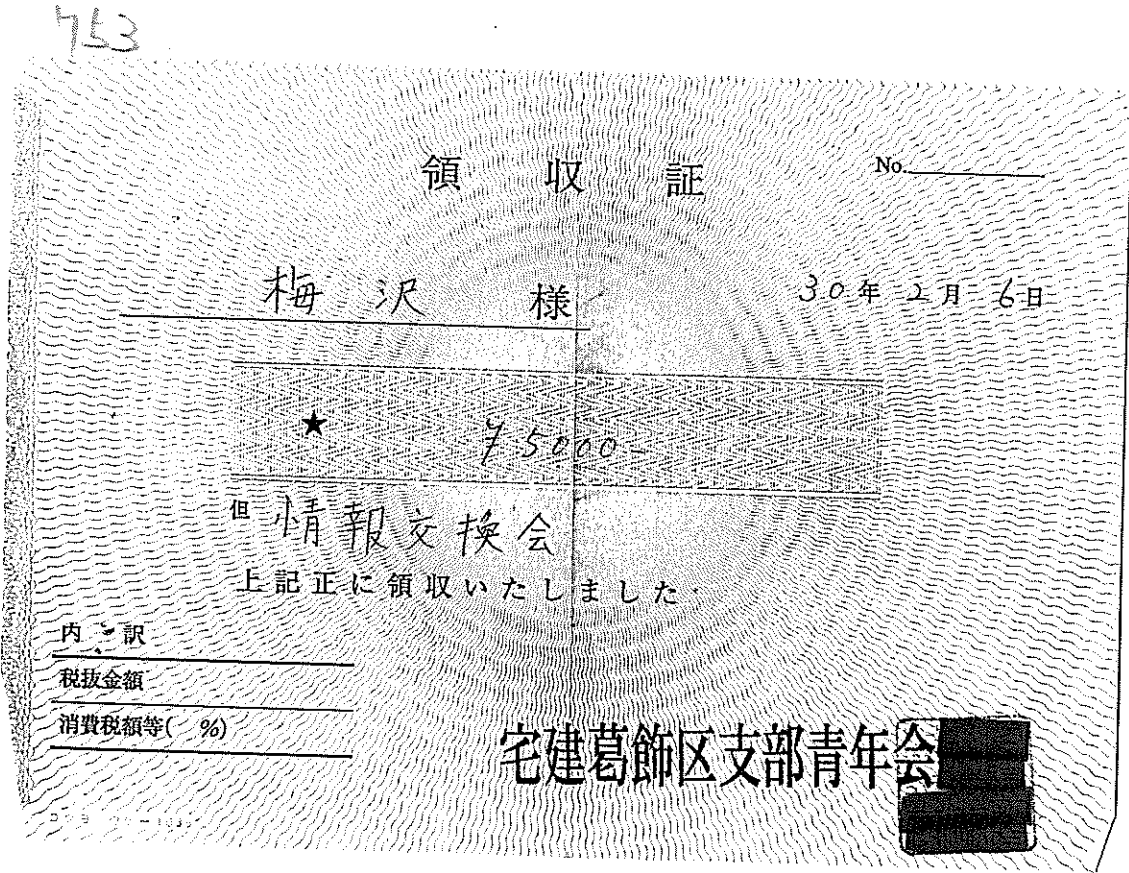 753
領収証
No.
梅沢 様
30年2月6日
★ ¥5000-
但 情報交換会
上記正に領収いたしました
内訳
税抜金額
消費税額等( %)
宅建葛飾区支部青年会